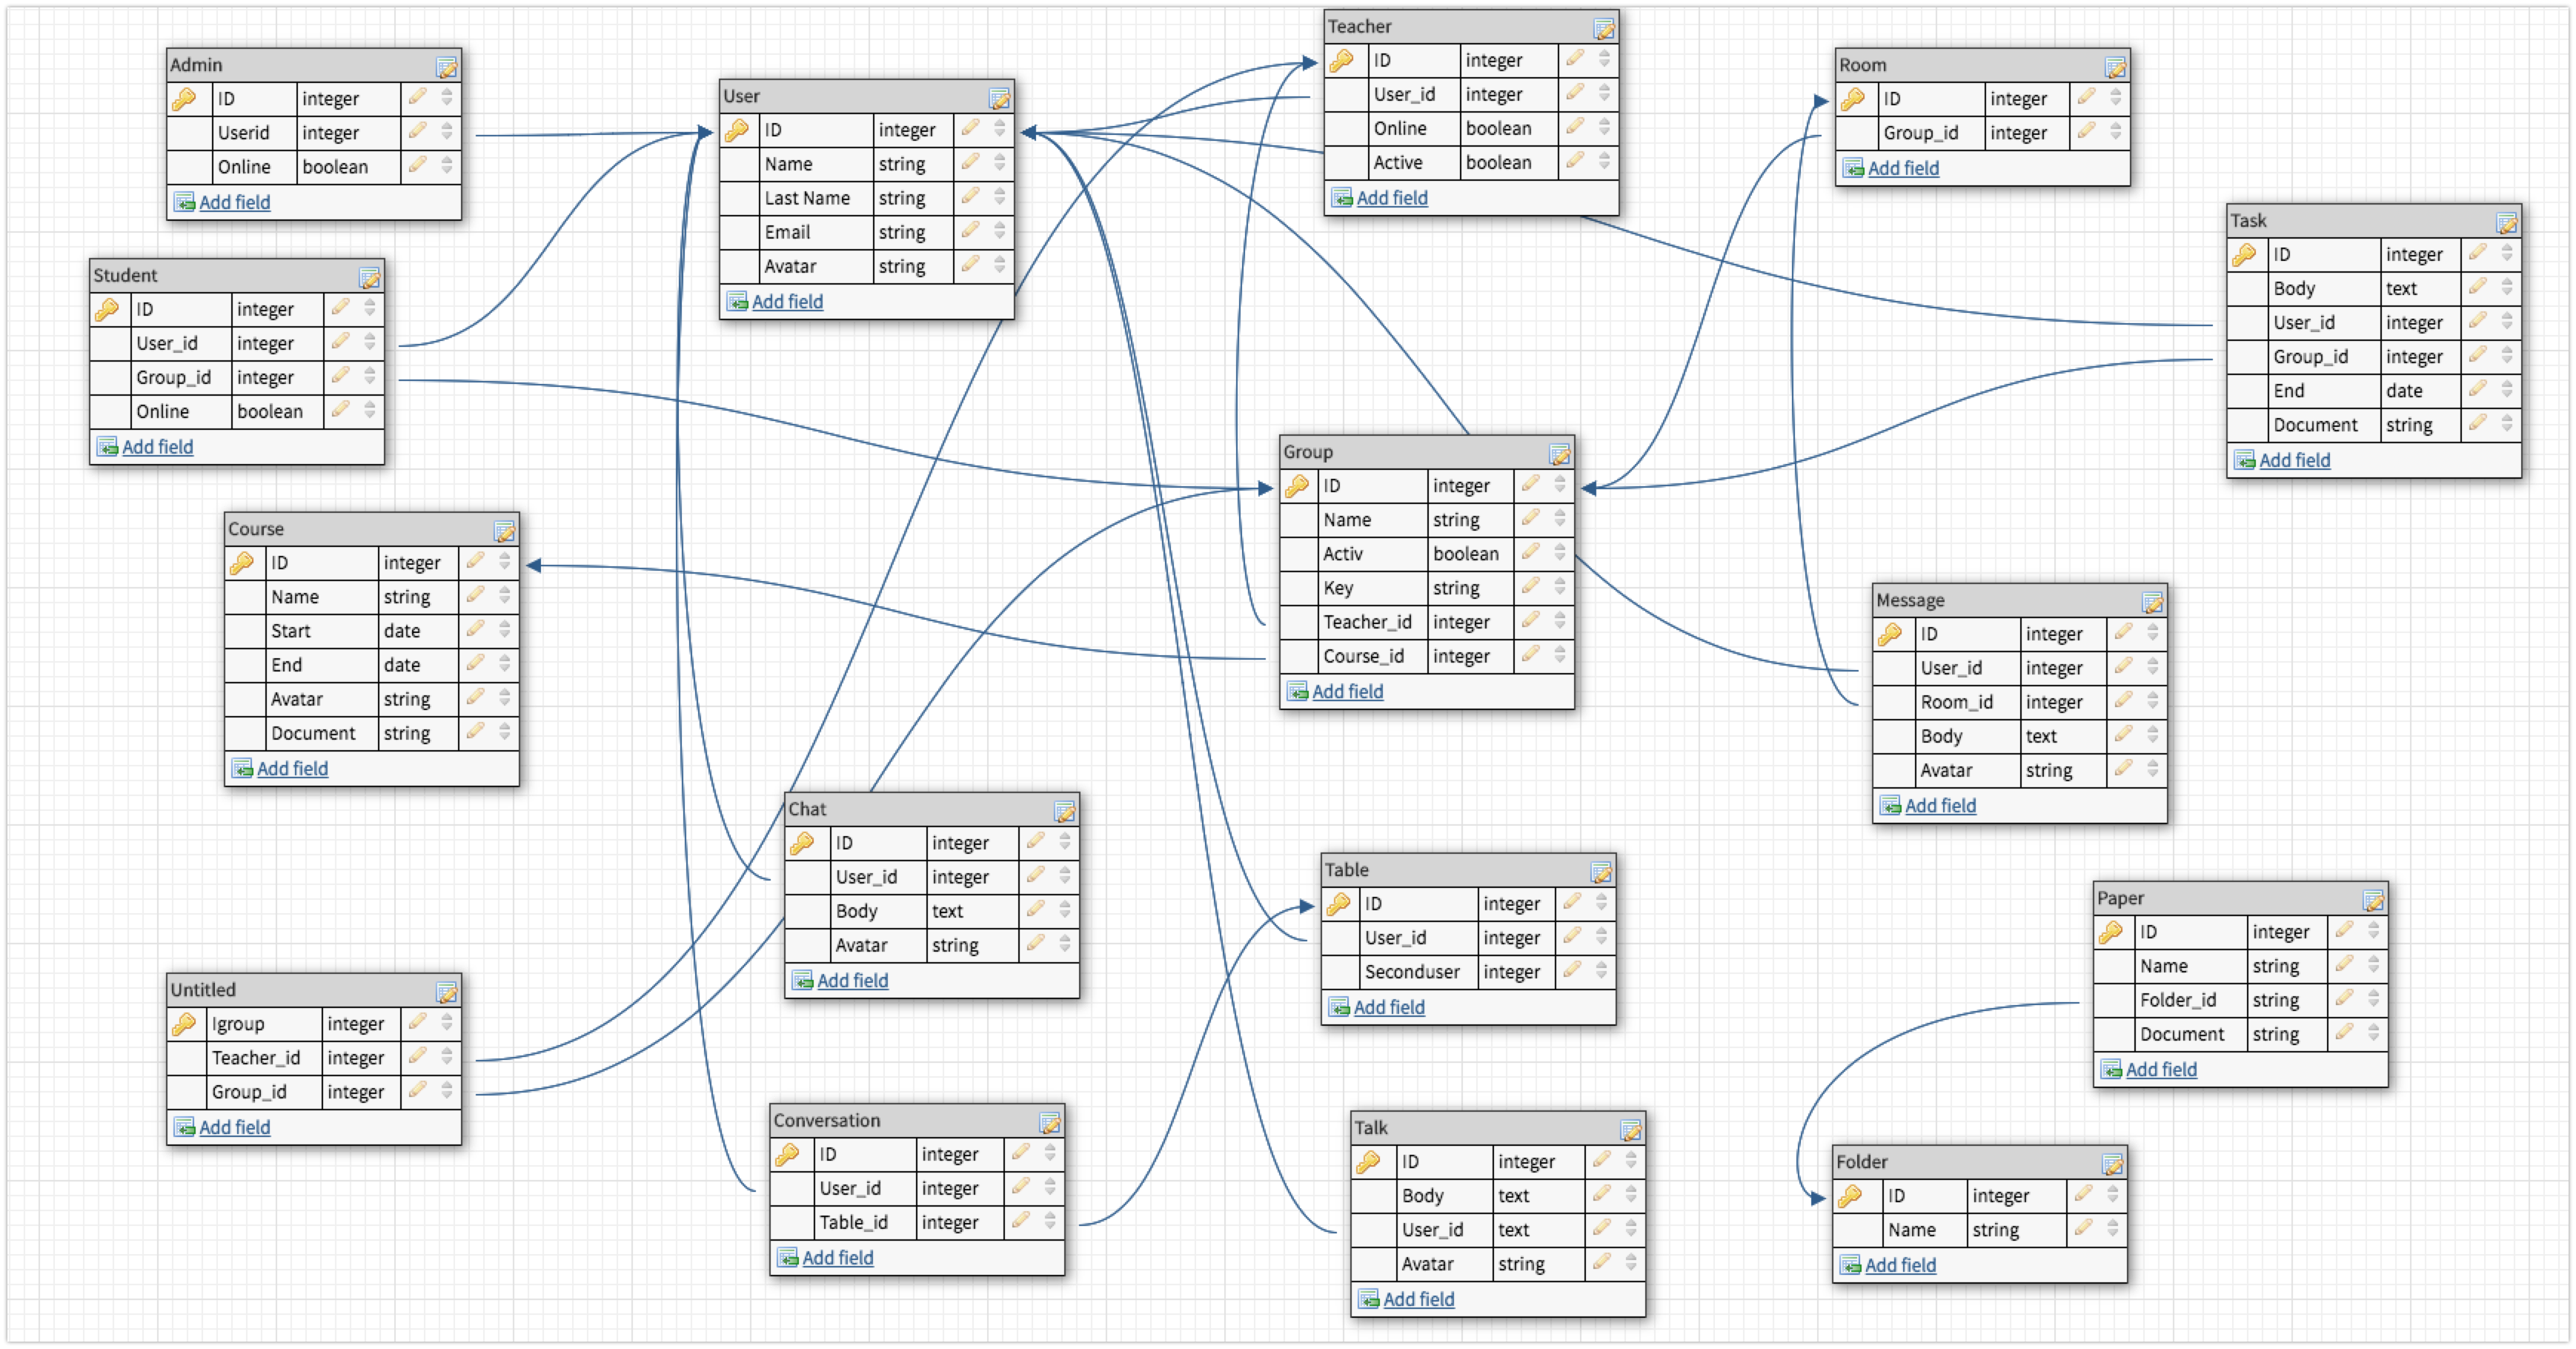 Admin
ID integer
Userid integer
Online boolean
Add field
Student
ID integer
User_id integer
Group_id integer
Online boolean
Add field
Course
ID integer
Name string
Start date
End date
Avatar string
Document string
Add field
Untitled
Igroup integer
Teacher_id integer
Group_id integer
Add field
User
ID integer
Name string
Last Name string
Email string
Avatar string
Add field
Chat
ID integer
User_id integer
Body text
Avatar string
Add field
Conversation
ID integer
User_id integer
Table_id integer
Add field
Teacher
ID integer
User_id integer
Online boolean
Active boolean
Add field
Group
ID integer
Name string
Activ boolean
Key string
Teacher_id integer
Course_id integer
Add field
Table
ID integer
User_id integer
Seconduser integer
Add field
Talk
ID integer
Body text
User_id text
Avatar string
Add field
Room
ID integer
Group_id integer
Add field
Task
ID integer
Body text
User_id integer
Group_id integer
End date
Document string
Add field
Message
ID integer
User_id integer
Room_id integer
Body text
Avatar string
Add field
Paper
ID integer
Name string
Folder_id string
Document string
Add field
Folder
ID integer
Name string
Add field